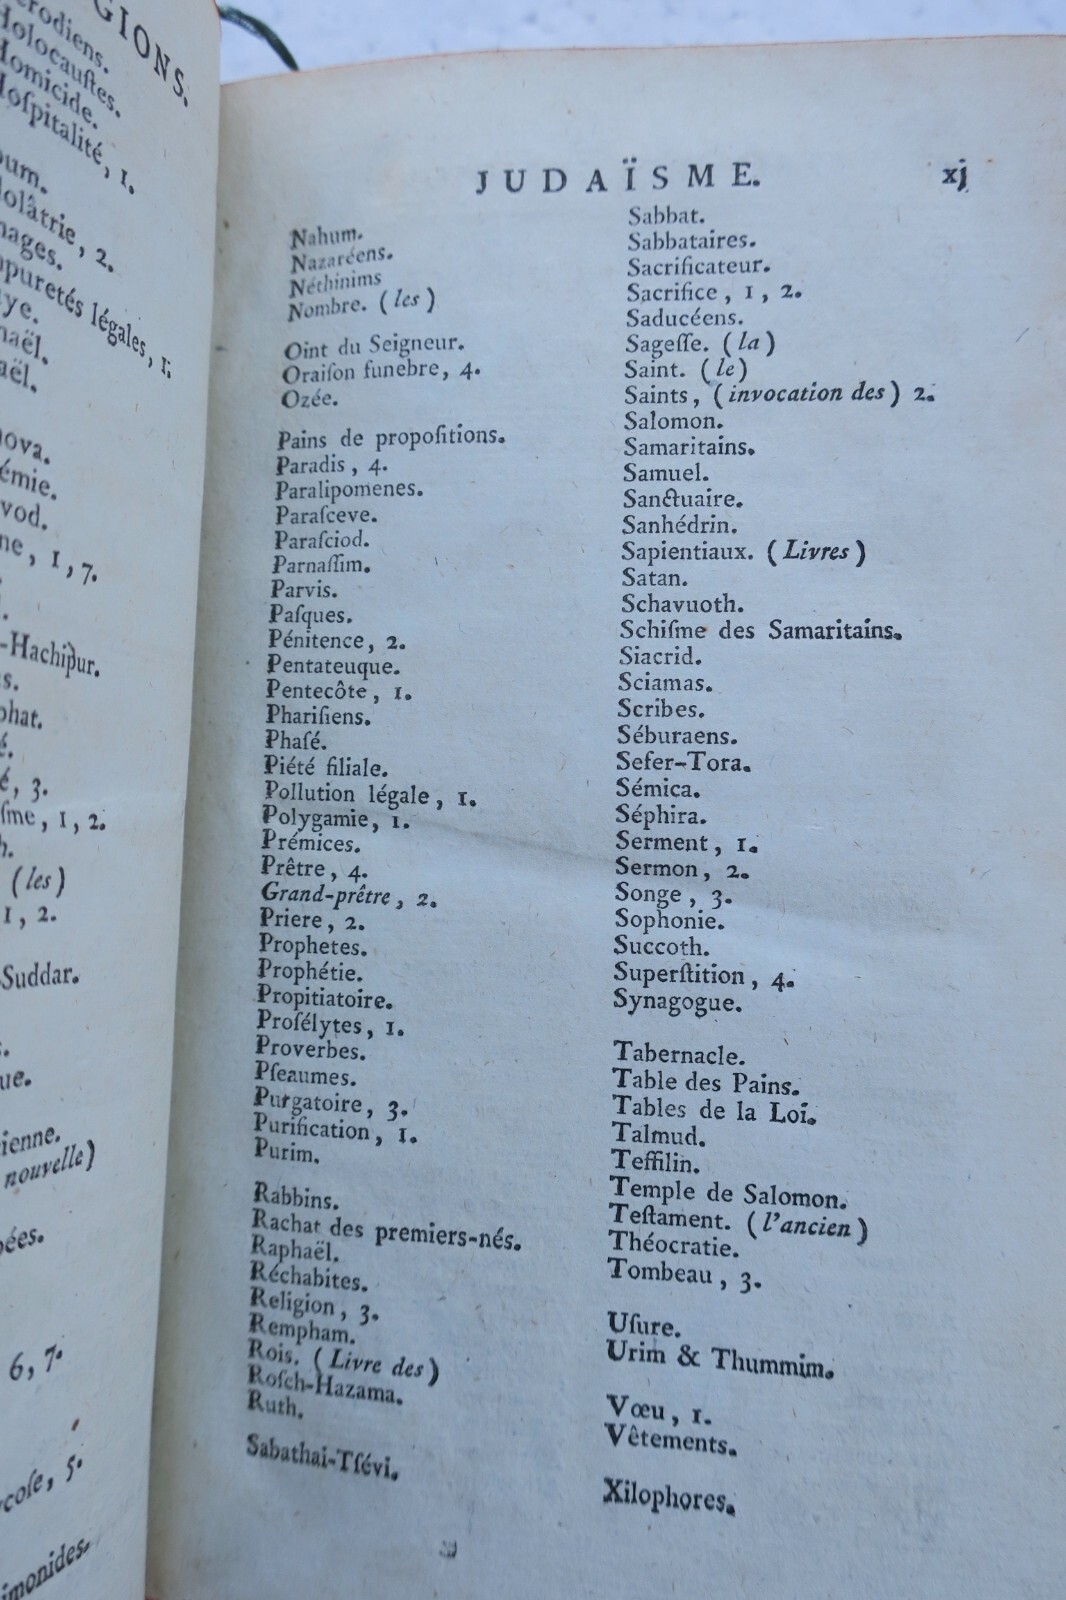 GIONS.
Holocauſtes.
Homicide.
Hoſpitalité, 1.
JUDAÏSME. xj
Nahum.
Nazaréens.
Néthinims
Nombre. (les)
Oint du Seigneur.
Oraiſon funebre, 4.
Ozée.
Pains de propoſitions.
Paradis, 4.
Paralipomenes.
Paraſceve.
Paraſciod.
Parnaſſim.
Parvis.
Paſques.
Pénitence, 2.
Pentateuque.
Pentecôte, 1.
Phariſiens.
Phaſé.
Piété filiale.
Pollution légale, 1.
Polygamie, 1.
Prémices.
Prêtre, 4.
Grand-prêtre, 2.
Priere, 2.
Prophetes.
Prophétie.
Propitiatoire.
Proſélytes, 1.
Proverbes.
Pſeaumes.
Purgatoire, 3.
Purification, 1.
Purim.
Rabbins.
Rachat des premiers-nés.
Raphaël.
Réchabites.
Religion, 3.
Rempham.
Rois. (Livre des)
Roſch-Hazama.
Ruth.
Sabathai-Tſévi.
Sabbat.
Sabbataires.
Sacrificateur.
Sacrifice, 1, 2.
Saducéens.
Sageſſe. (la)
Saint. (le)
Saints, (invocation des) 2.
Salomon.
Samaritains.
Samuel.
Sanctuaire.
Sanhédrin.
Sapientiaux. (Livres)
Satan.
Schavuoth.
Schiſme des Samaritains.
Siacrid.
Sciamas.
Scribes.
Séburaens.
Sefer-Tora.
Sémica.
Séphira.
Serment, 1.
Sermon, 2.
Songe, 3.
Sophonie.
Succoth.
Superſtition, 4.
Synagogue.
Tabernacle.
Table des Pains.
Tables de la Loi.
Talmud.
Teffilin.
Temple de Salomon.
Teſtament. (l'ancien)
Théocratie.
Tombeau, 3.
Uſure.
Urim & Thummim.
Vœu, 1.
Vêtements.
Xilophores.